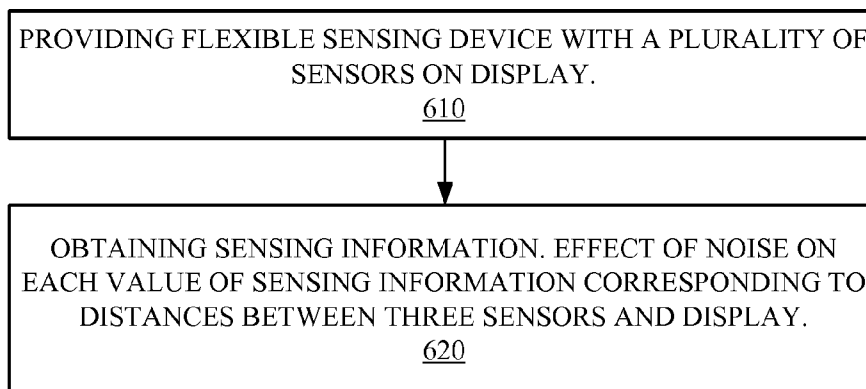 PROVIDING FLEXIBLE SENSING DEVICE WITH A PLURALITY OF
SENSORS ON DISPLAY.
610
OBTAINING SENSING INFORMATION. EFFECT OF NOISE ON
EACH VALUE OF SENSING INFORMATION CORRESPONDING TO
DISTANCES BETWEEN THREE SENSORS AND DISPLAY.
620